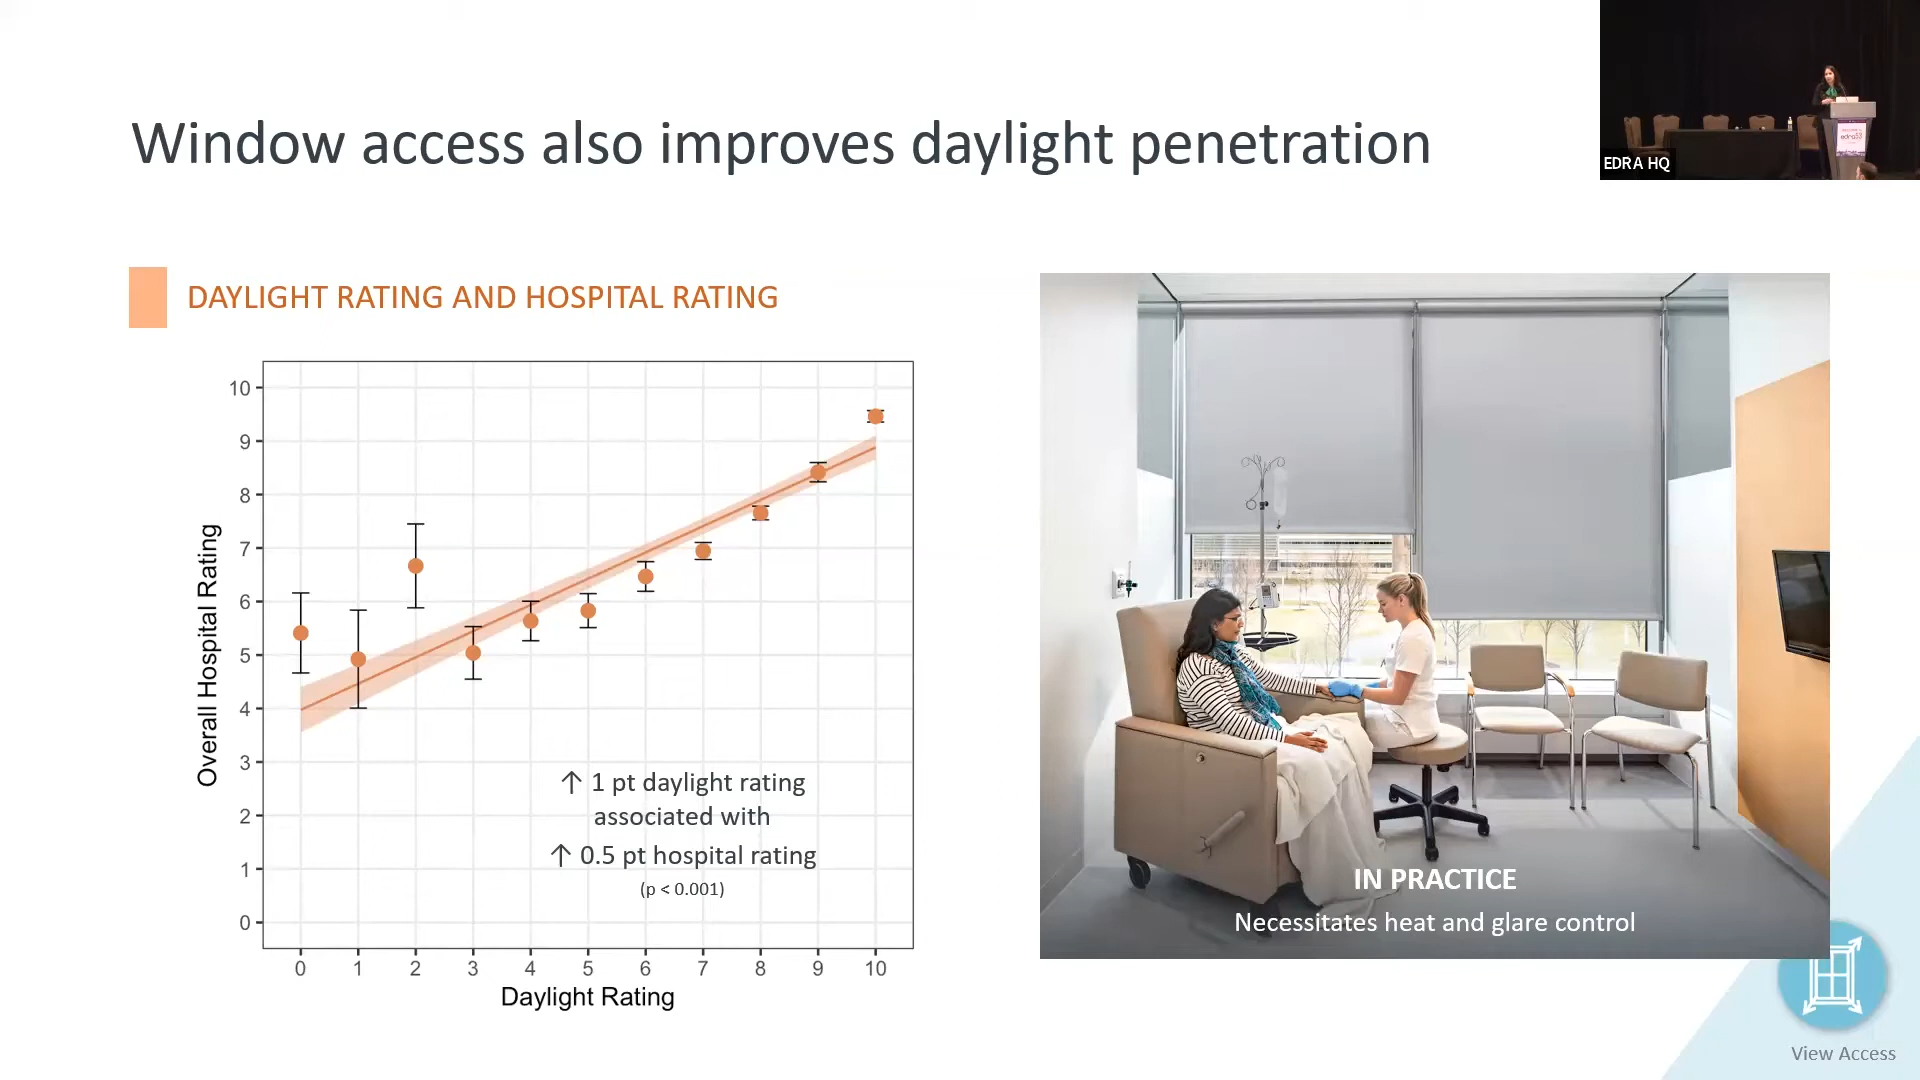 Window access also improves daylight penetration
EDRA HQ
DAYLIGHT RATING AND HOSPITAL RATING
10
9
8
7
6
5
4
3
2
1
0
Overall Hospital Rating
↑ 1 pt daylight rating
associated with
↑ 0.5 pt hospital rating
(p < 0.001)
0 1 2 3 4 5 6 7 8 9 10
Daylight Rating
IN PRACTICE
Necessitates heat and glare control
View Access